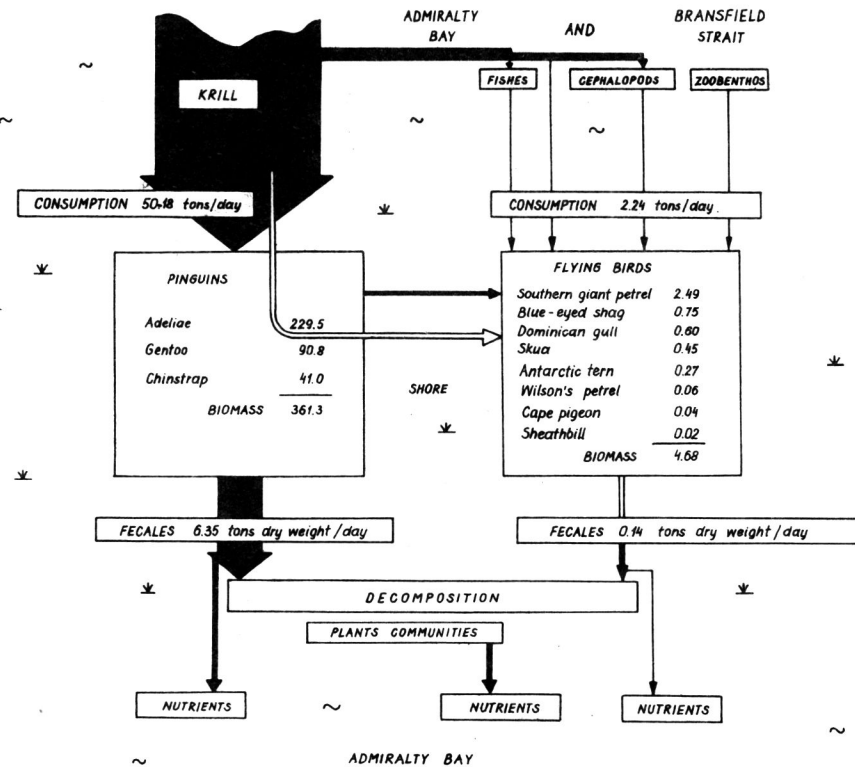 ADMIRALTY BAY AND BRANSFIELD STRAIT
KRILL
FISHES
CEPHALOPODS
ZOOBENTHOS
CONSUMPTION 50.18 tons/day
CONSUMPTION 2.24 tons/day
PINGUINS
Adeliae 229.5
Gentoo 90.8
Chinstrap 41.0
BIOMASS 361.3
FLYING BIRDS
Southern giant petrel 2.49
Blue-eyed shag 0.75
Dominican gull 0.60
Skua 0.45
Antarctic tern 0.27
Wilson's petrel 0.06
Cape pigeon 0.04
Sheathbill 0.02
BIOMASS 4.68
SHORE
FECALES 6.35 tons dry weight/day
FECALES 0.14 tons dry weight/day
DECOMPOSITION
PLANTS COMMUNITIES
NUTRIENTS
NUTRIENTS
NUTRIENTS
ADMIRALTY BAY